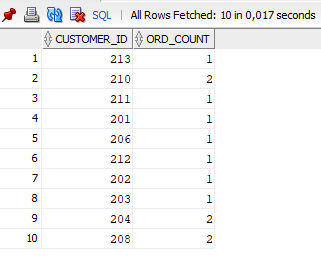 SQL | All Rows Fetched: 10 in 0,017 seconds
CUSTOMER_ID ORD_COUNT
1 213 1
2 210 2
3 211 1
4 201 1
5 206 1
6 212 1
7 202 1
8 203 1
9 204 2
10 208 2